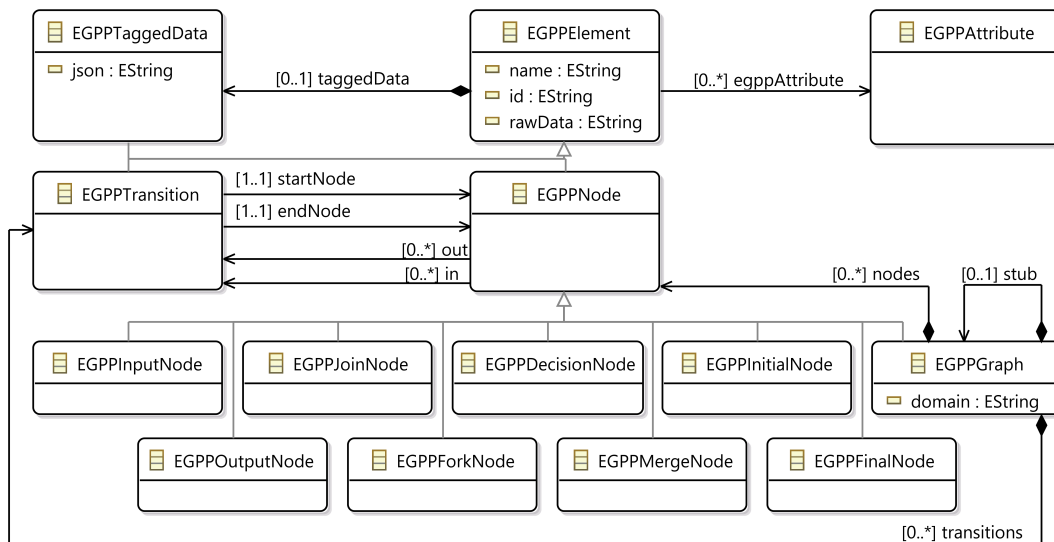 EGPPTaggedData
json : EString
EGPPElement
name : EString
id : EString
rawData : EString
EGPPAttribute
[0..1] taggedData
[0..*] egppAttribute
EGPPTransition
[1..1] startNode
[1..1] endNode
[0..*] out
[0..*] in
EGPPNode
[0..*] nodes
[0..1] stub
EGPPInputNode
EGPPJoinNode
EGPPDecisionNode
EGPPInitialNode
EGPPGraph
domain : EString
EGPPOutputNode
EGPPForkNode
EGPPMergeNode
EGPPFinalNode
[0..*] transitions